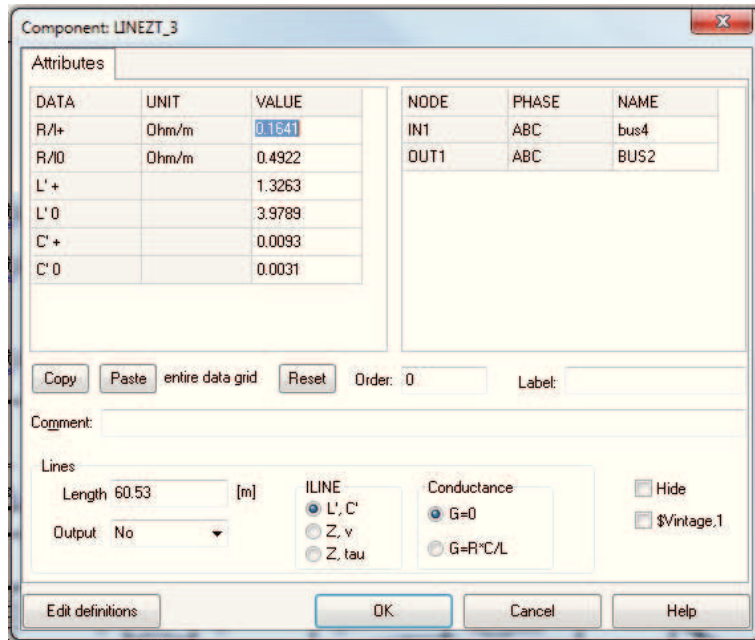 Component: LINEZT_3
Attributes
DATA UNIT VALUE
R/l+ Ohm/m 0.1641
R/l0 Ohm/m 0.4922
L' + 1.3263
L' 0 3.9789
C' + 0.0093
C' 0 0.0031
NODE PHASE NAME
IN1 ABC bus4
OUT1 ABC BUS2
Copy Paste entire data grid Reset Order: 0 Label:
Comment:
Lines
Length 60.53 [m]
Output No
ILINE
L', C'
Z, v
Z, tau
Conductance
G=0
G=R*C/L
Hide
$Vintage,1
Edit definitions OK Cancel Help